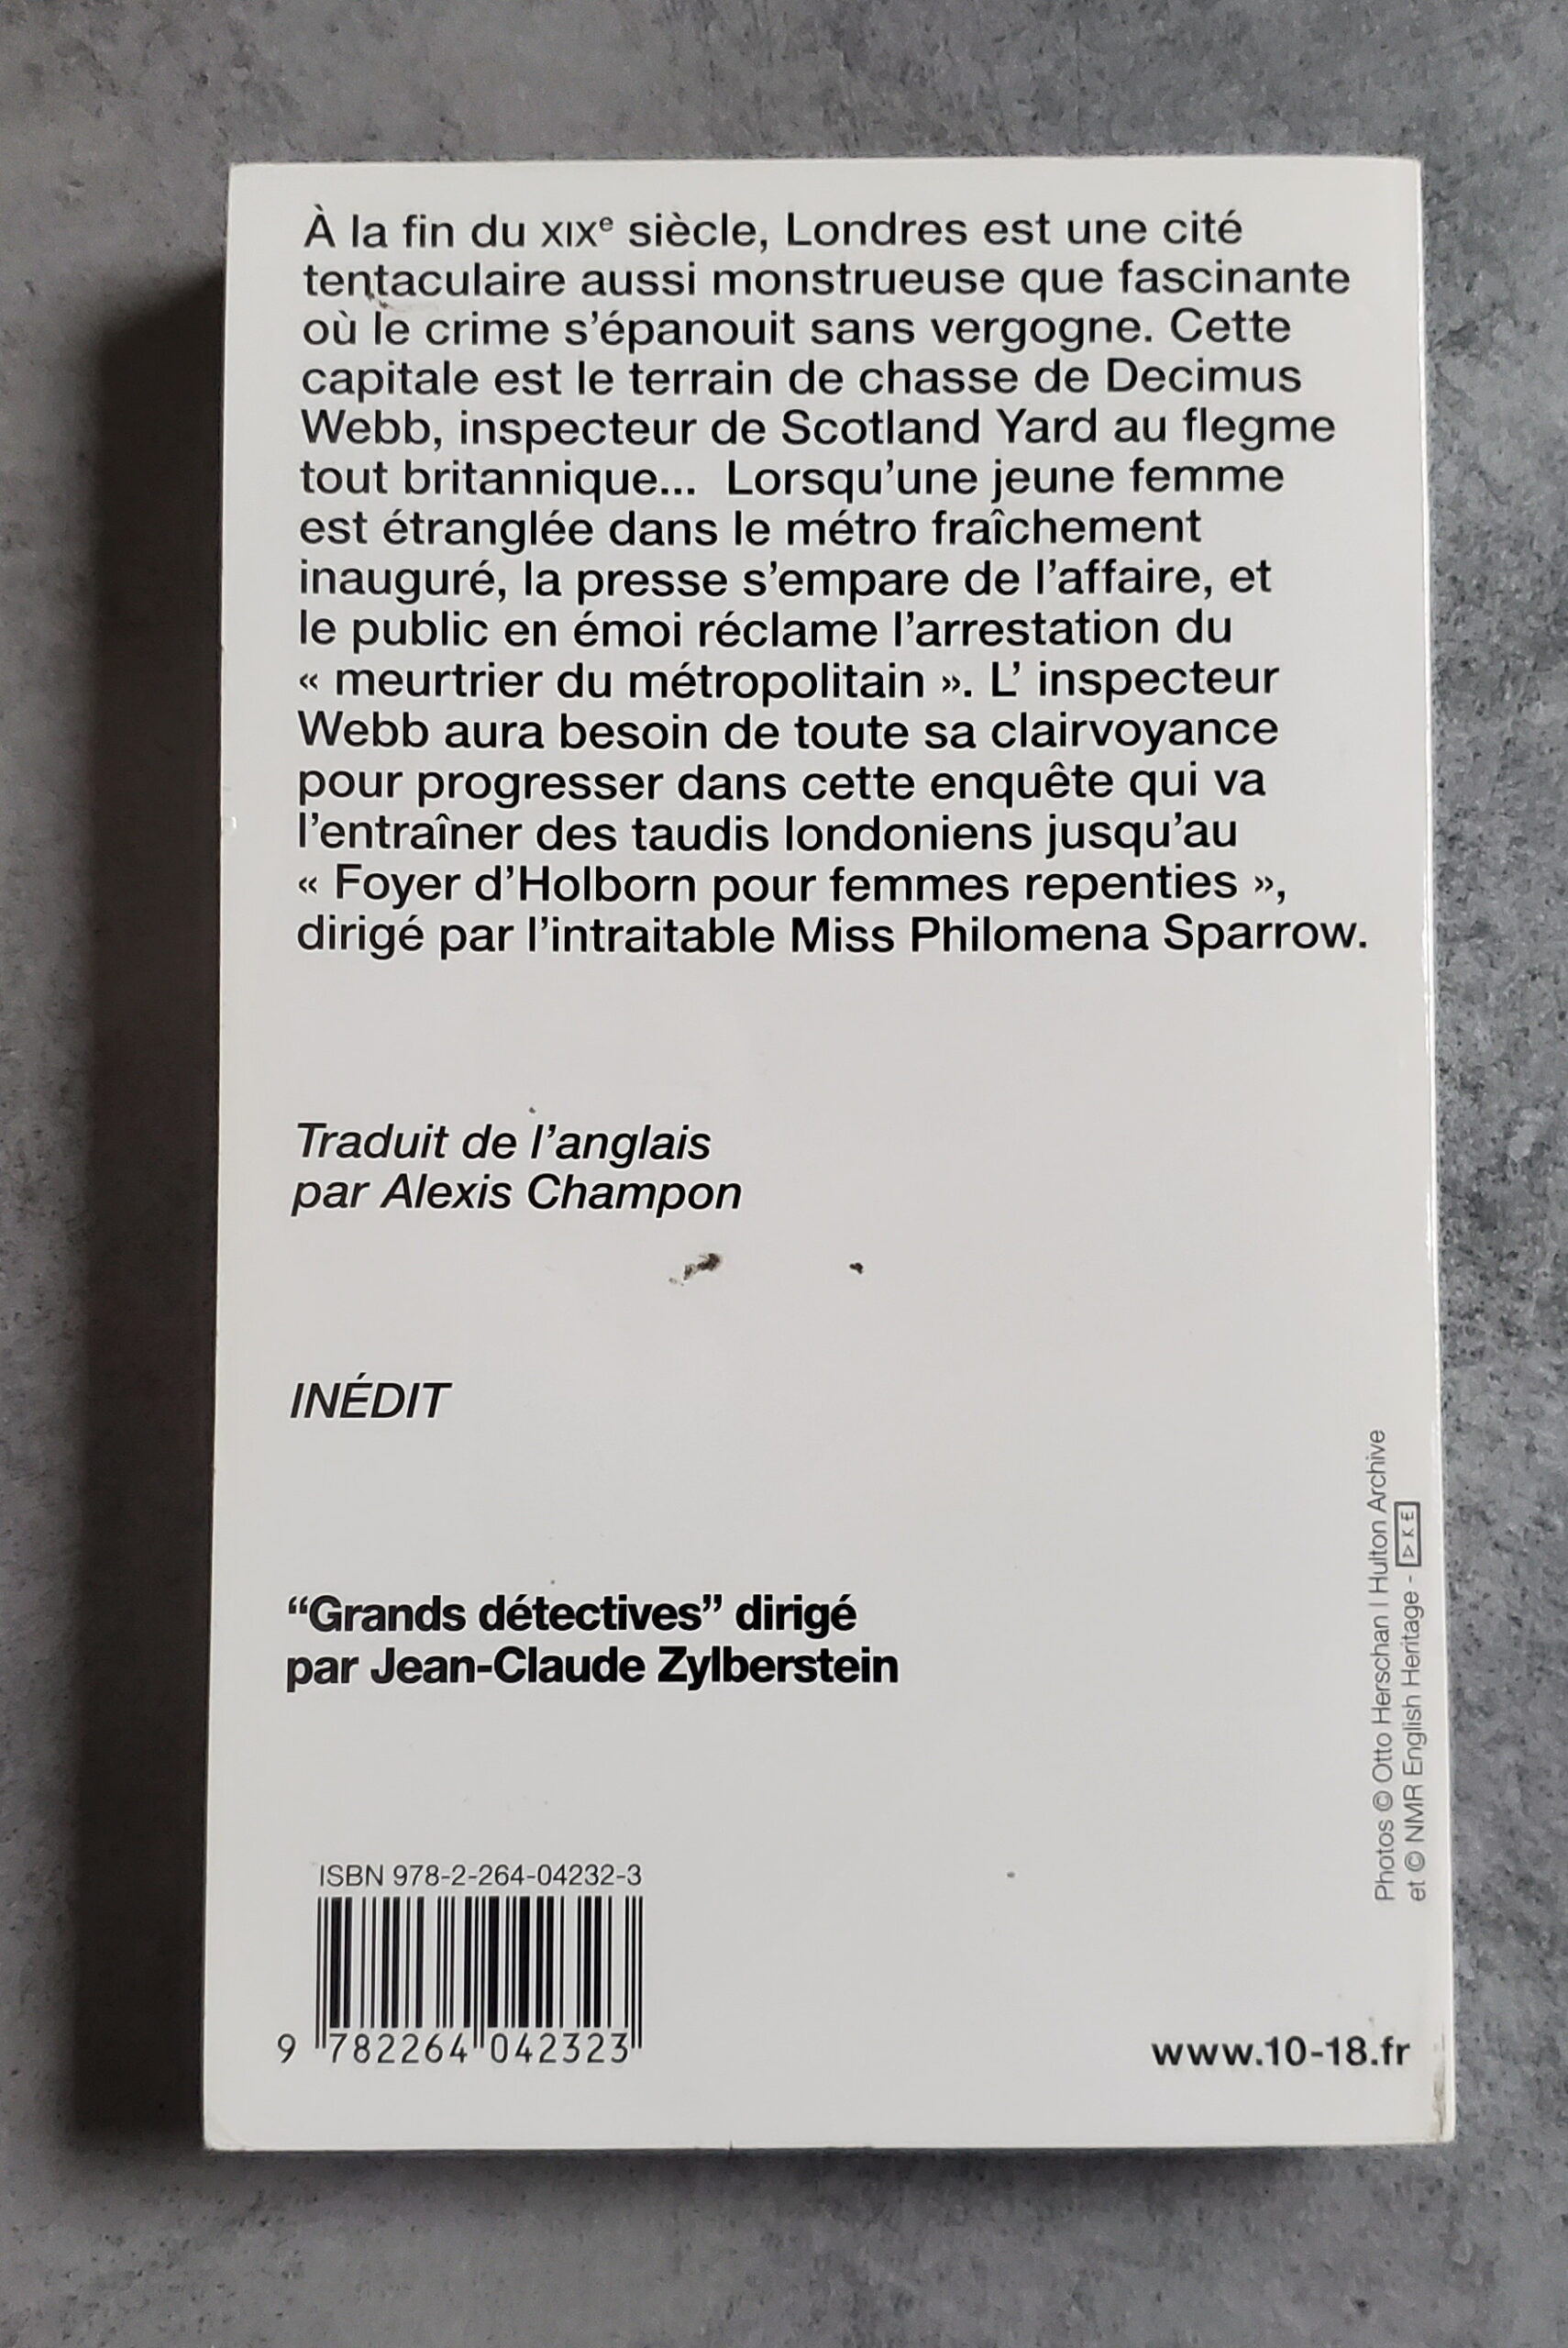 À la fin du XIXe siècle, Londres est une cité
tentaculaire aussi monstrueuse que fascinante
où le crime s’épanouit sans vergogne. Cette
capitale est le terrain de chasse de Decimus
Webb, inspecteur de Scotland Yard au flegme
tout britannique... Lorsqu’une jeune femme
est étranglée dans le métro fraîchement
inauguré, la presse s’empare de l’affaire, et
le public en émoi réclame l’arrestation du
« meurtrier du métropolitain ». L’ inspecteur
Webb aura besoin de toute sa clairvoyance
pour progresser dans cette enquête qui va
l’entraîner des taudis londoniens jusqu’au
« Foyer d’Holborn pour femmes repenties »,
dirigé par l’intraitable Miss Philomena Sparrow.
Traduit de l’anglais
par Alexis Champon
INÉDIT
“Grands détectives” dirigé
par Jean-Claude Zylberstein
Photos © Otto Herschan | Hulton Archive
et © NMR English Heritage - DKE
ISBN 978-2-264-04232-3
9 782264 042323
www.10-18.fr